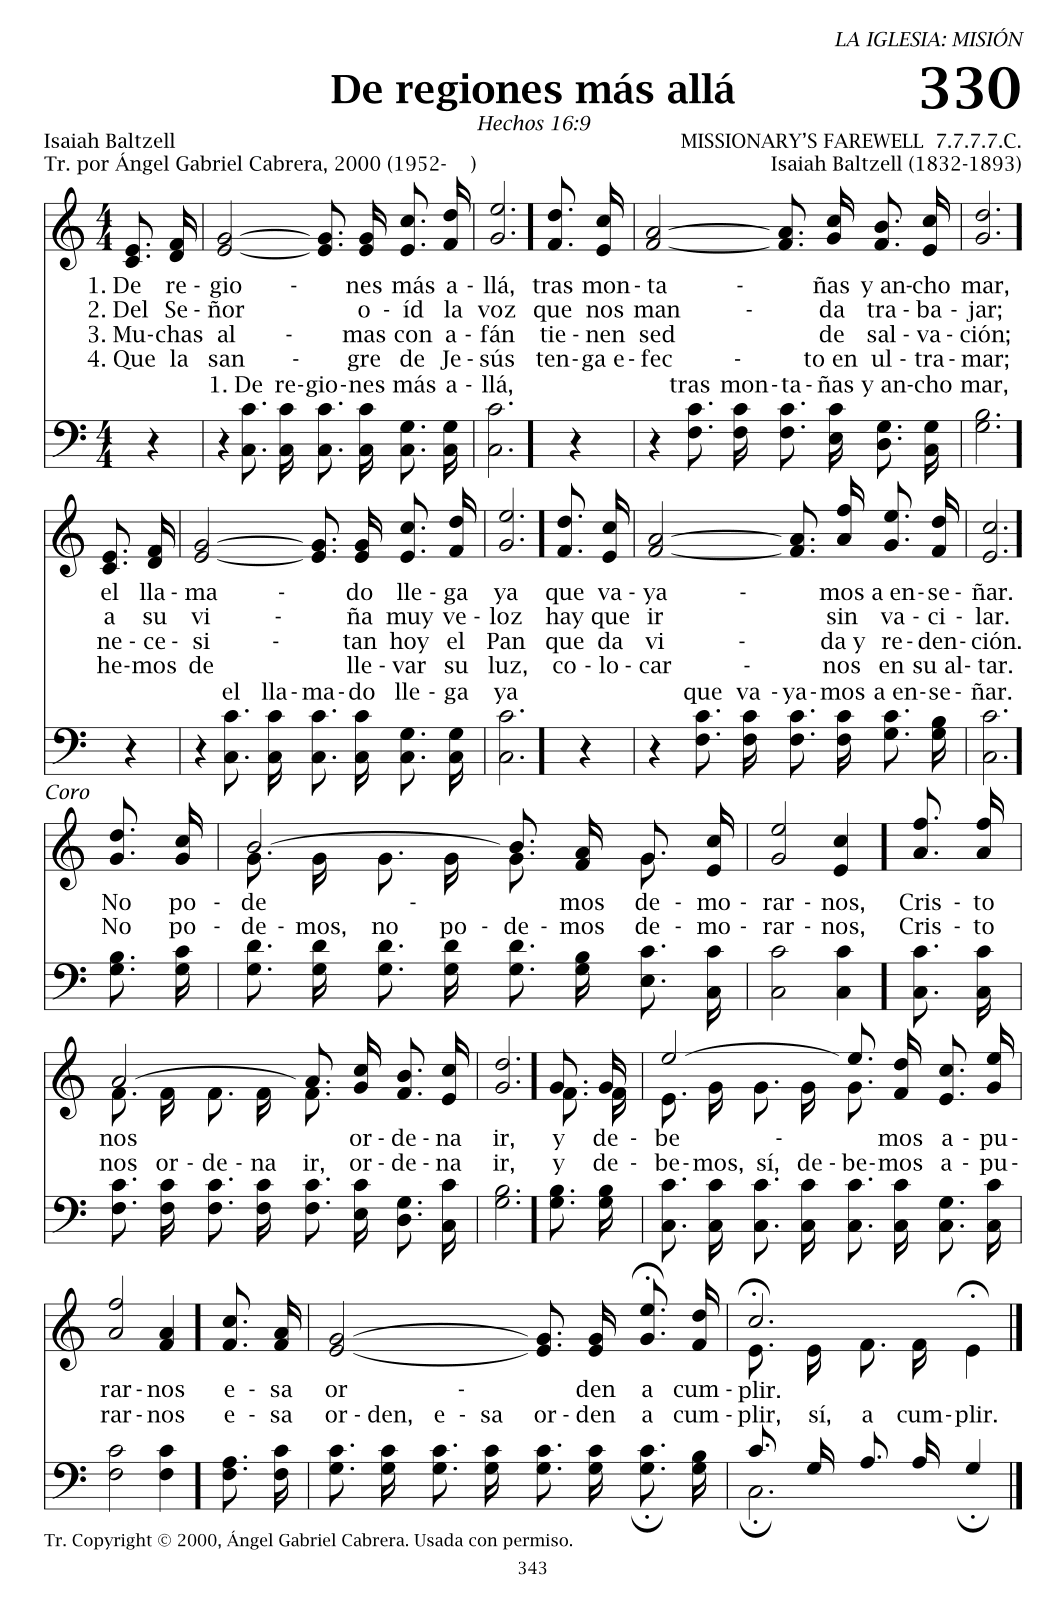 LA IGLESIA: MISIÓN
De regiones más allá 330
Hechos 16:9
Isaiah Baltzell MISSIONARY'S FAREWELL 7.7.7.7.C.
Tr. por Ángel Gabriel Cabrera, 2000 (1952- ) Isaiah Baltzell (1832-1893)
1. De re - gio - nes más a - llá, tras mon - ta - ñas y an-cho mar,
2. Del Se - ñor o - íd la voz que nos man - da tra - ba - jar;
3. Mu-chas al - mas con a - fán tie - nen sed de sal - va - ción;
4. Que la san - gre de Je - sús ten-ga e-fec - to en ul - tra - mar;
1. De re-gio-nes más a - llá, tras mon-ta-ñas y an-cho mar,
el lla - ma - do lle - ga ya que va - ya - mos a en-se - ñar.
a su vi - ña muy ve - loz hay que ir sin va - ci - lar.
ne - ce - si - tan hoy el Pan que da vi - da y re - den - ción.
he-mos de lle - var su luz, co - lo - car - nos en su al - tar.
el lla-ma-do lle - ga ya que va - ya-mos a en-se - ñar.
Coro
No po - de - mos de - mo - rar - nos, Cris - to
No po - de - mos, no po - de - mos de - mo - rar - nos, Cris - to
nos or - de - na ir, y de - be - mos a - pu-
nos or - de - na ir, or - de - na ir, y de - be-mos, sí, de - be-mos a - pu-
rar-nos e - sa or - den a cum - plir.
rar-nos e - sa or - den, e - sa or - den a cum - plir, sí, a cum-plir.
Tr. Copyright © 2000, Ángel Gabriel Cabrera. Usada con permiso.
343